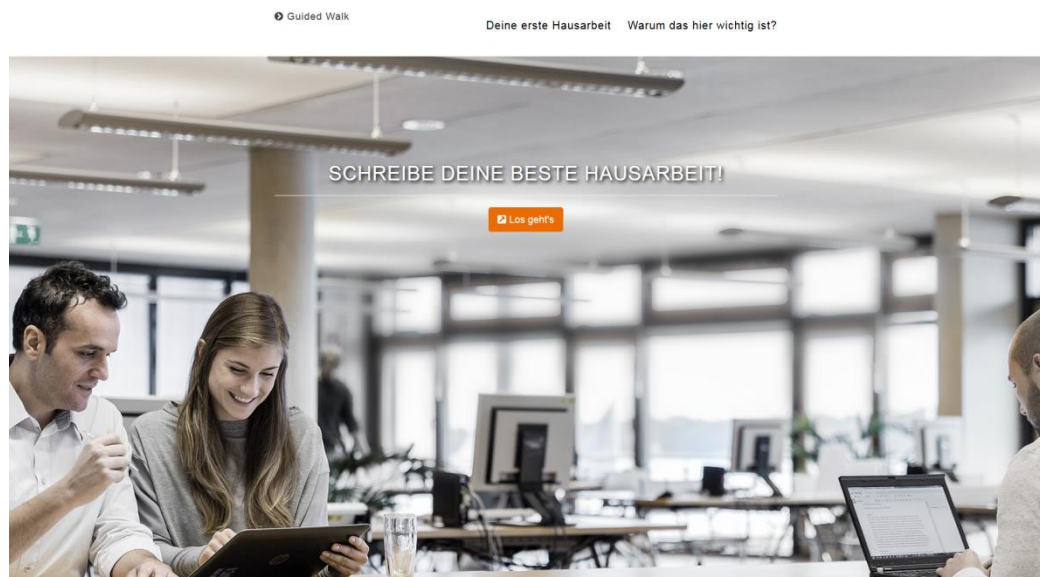 Guided Walk
Deine erste Hausarbeit Warum das hier wichtig ist?
SCHREIBE DEINE BESTE HAUSARBEIT!
Los geht's